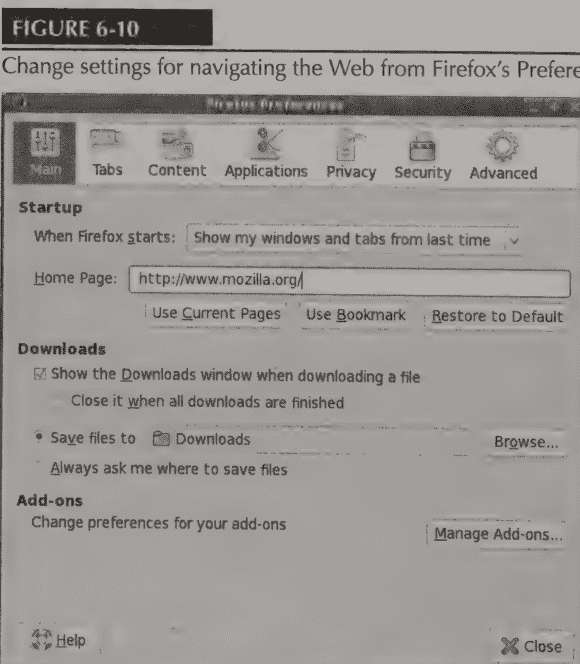 FIGURE 6-10
Change settings for navigating the Web from Firefox's Prefere
Firefox Preferences
Main Tabs Content Applications Privacy Security Advanced
Startup
When Firefox starts: Show my windows and tabs from last time
Home Page: http://www.mozilla.org/
Use Current Pages Use Bookmark Restore to Default
Downloads
Show the Downloads window when downloading a file
Close it when all downloads are finished
Save files to Downloads Browse...
Always ask me where to save files
Add-ons
Change preferences for your add-ons
Manage Add-ons...
Help Close